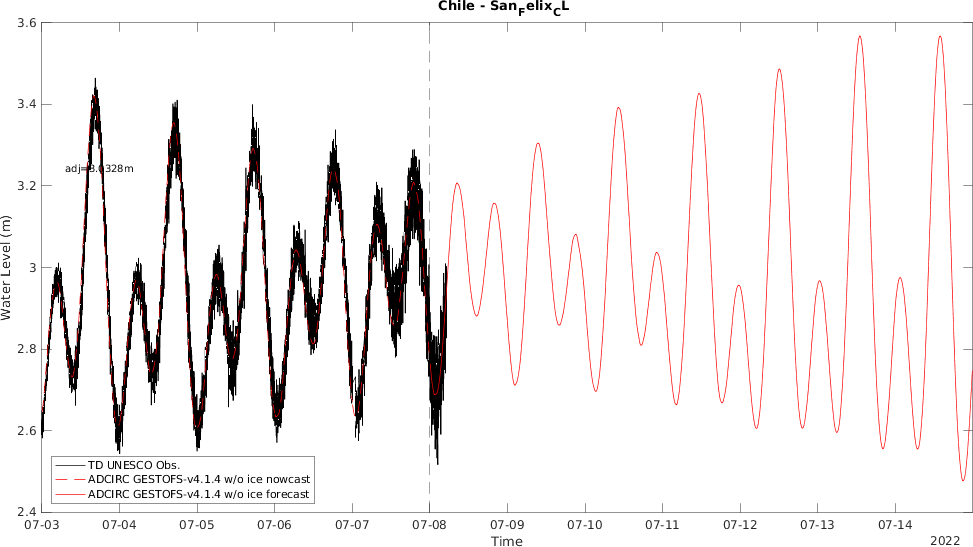 Chile - San_Felix_CL
3.6
3.4
3.2
3
2.8
2.6
2.4
Water Level (m)
adj=3.0328m
TD UNESCO Obs.
ADCIRC GESTOFS-v4.1.4 w/o ice nowcast
ADCIRC GESTOFS-v4.1.4 w/o ice forecast
07-03 07-04 07-05 07-06 07-07 07-08 07-09 07-10 07-11 07-12 07-13 07-14
Time
2022